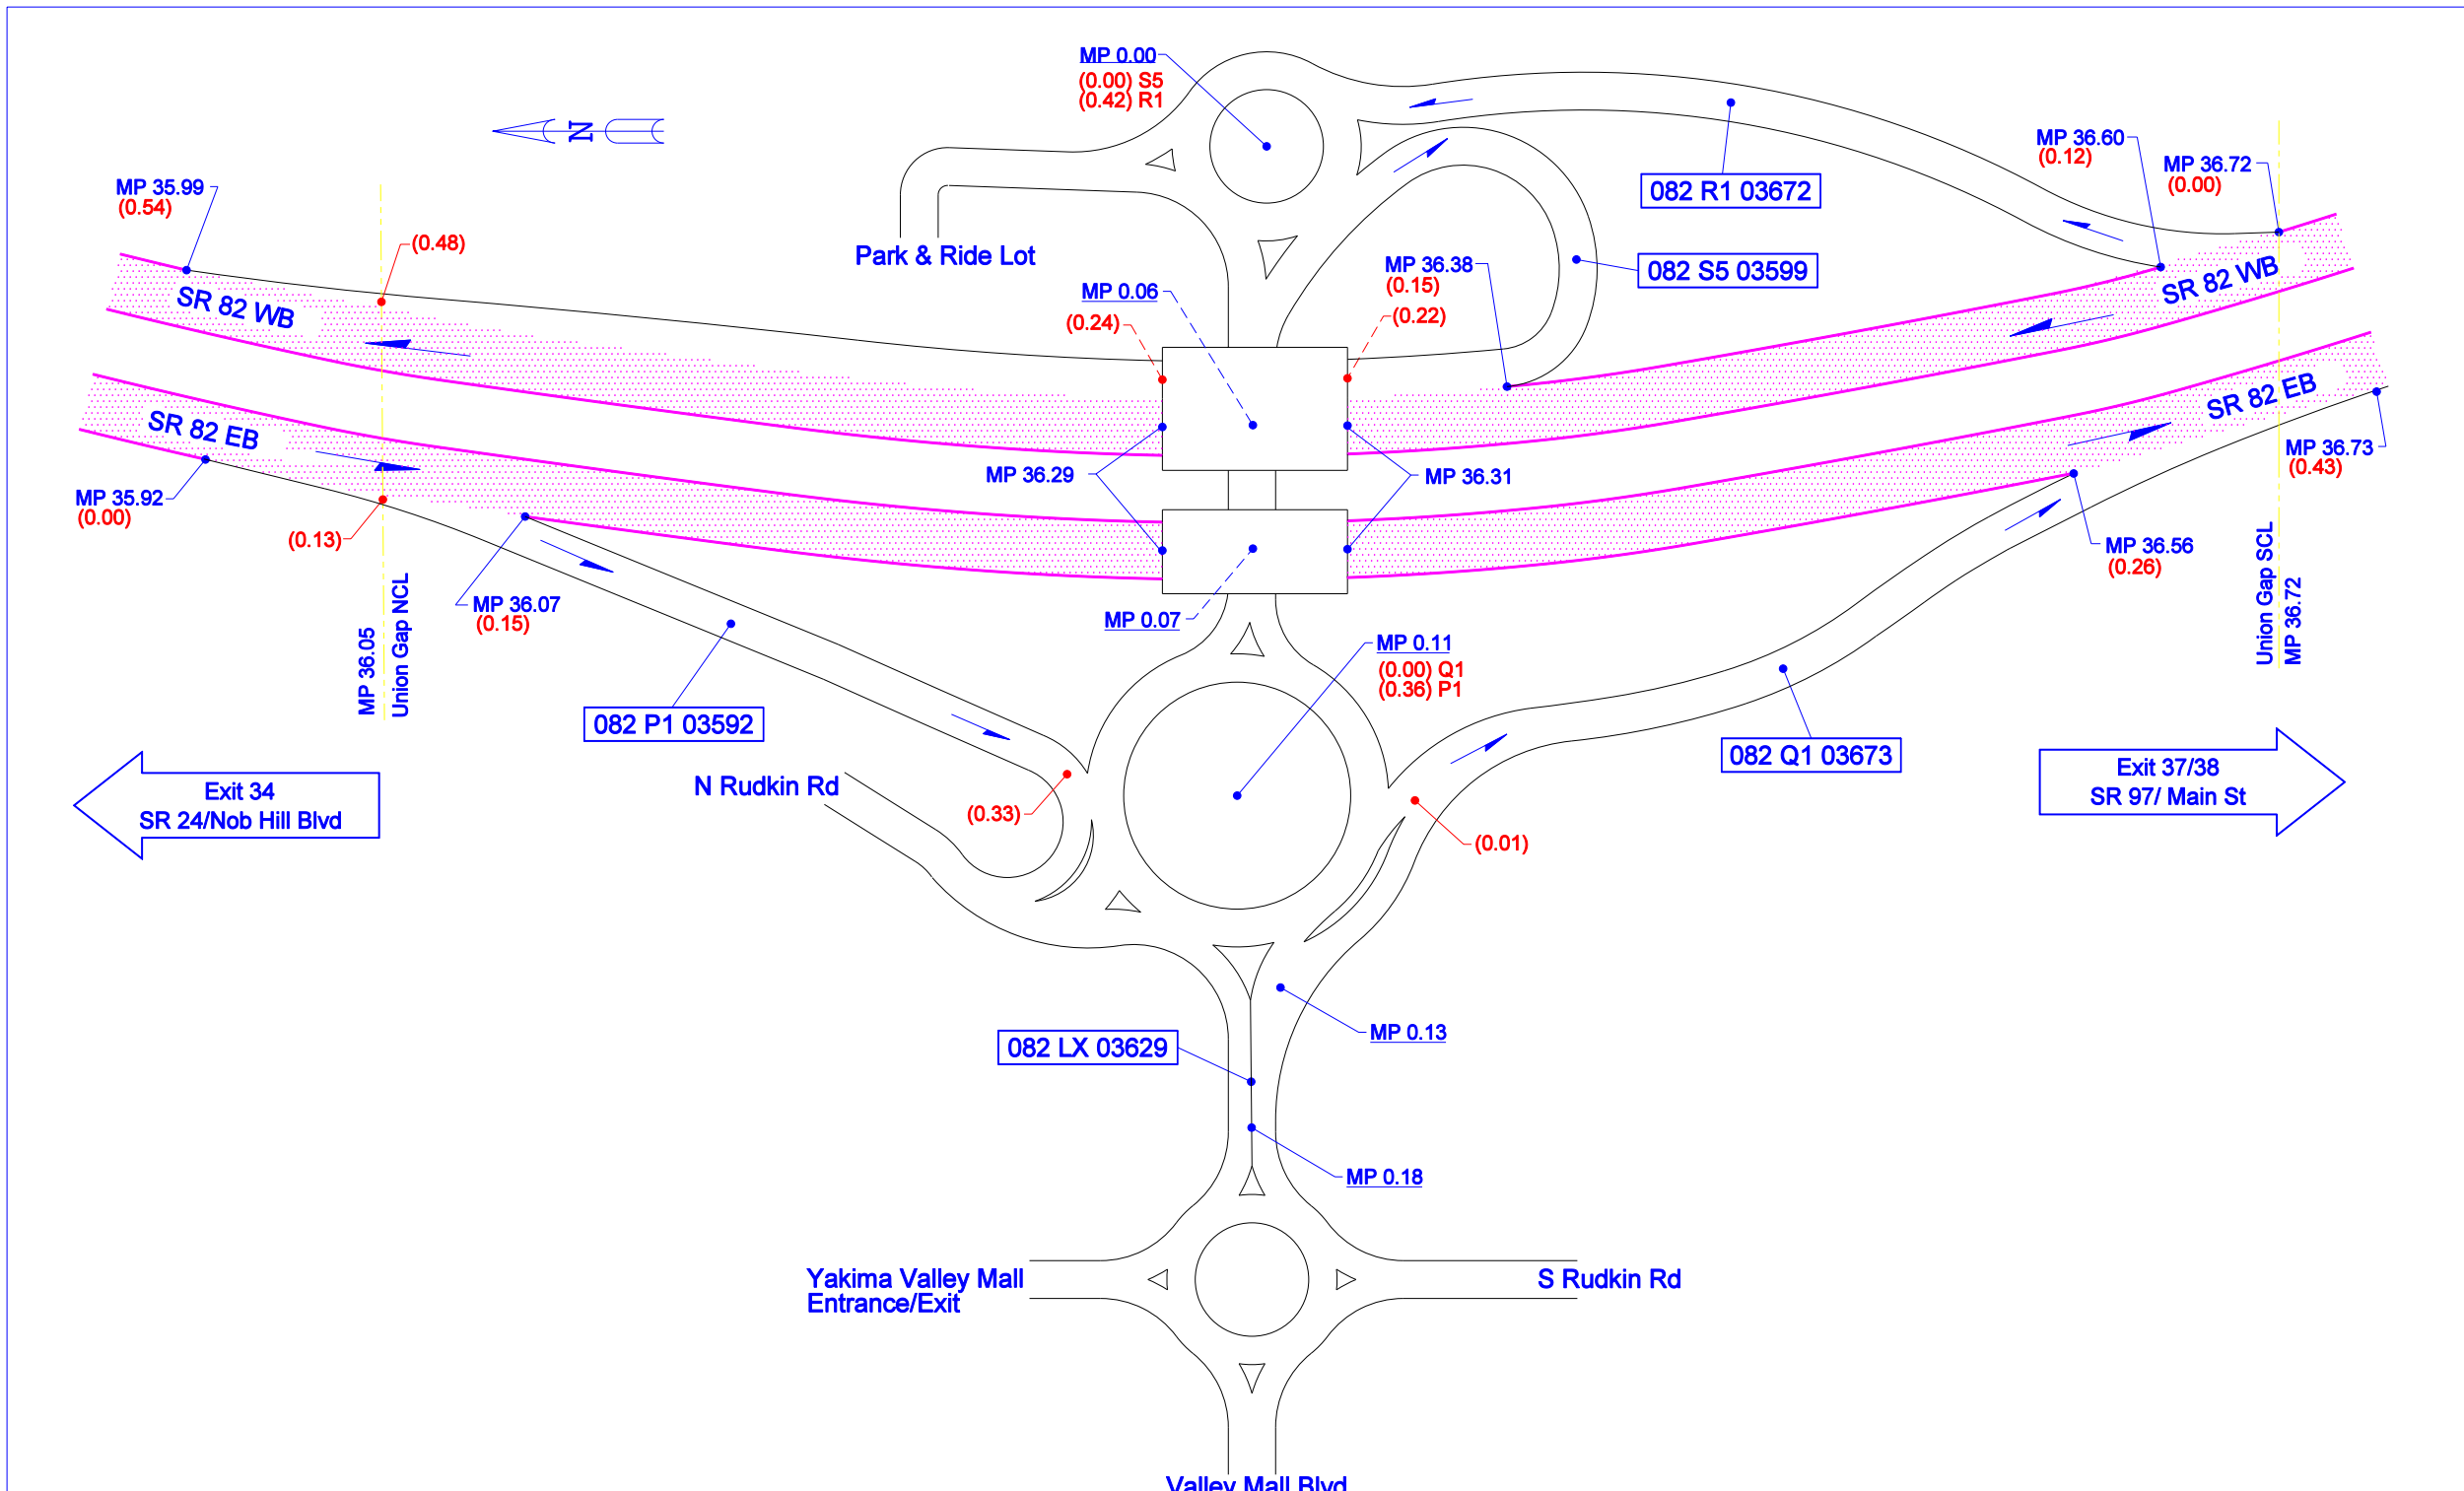 MP 0.00
(0.00) S5
(0.42) R1
N
MP 36.60
(0.12)
MP 36.72
(0.00)
MP 35.99
(0.54)
082 R1 03672
(0.48)
Park & Ride Lot
082 S5 03599
MP 36.38
(0.15)
SR 82 WB
SR 82 WB
MP 0.06
(0.24)
(0.22)
SR 82 EB
SR 82 EB
MP 36.29
MP 36.31
MP 36.73
(0.43)
MP 35.92
(0.00)
(0.13)
MP 36.56
(0.26)
MP 36.07
(0.15)
MP 0.07
MP 36.05
Union Gap NCL
Union Gap SCL
MP 36.72
MP 0.11
(0.00) Q1
(0.36) P1
082 P1 03592
082 Q1 03673
N Rudkin Rd
Exit 34
SR 24/Nob Hill Blvd
Exit 37/38
SR 97/ Main St
(0.33)
(0.01)
MP 0.13
082 LX 03629
MP 0.18
Yakima Valley Mall
Entrance/Exit
S Rudkin Rd
Valley Mall Blvd